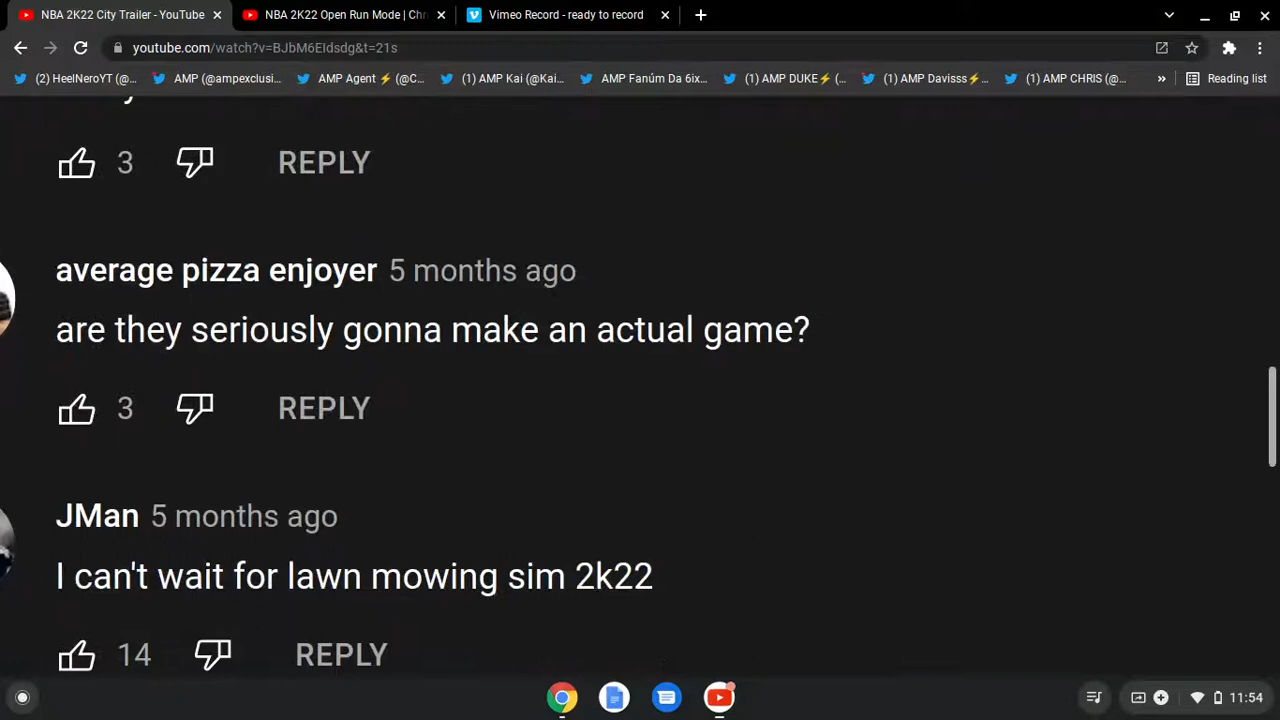 NBA 2K22 City Trailer - YouTube
NBA 2K22 Open Run Mode | Chr
Vimeo Record - ready to record
youtube.com/watch?v=BJbM6EIdsdg&t=21s
(2) HeelNeroYT (@...
AMP (@ampexclusi...
AMP Agent ⚡ (@C...
(1) AMP Kai (@Kai...
AMP Fanúm Da 6ix...
(1) AMP DUKE⚡ (...
(1) AMP Davisss⚡...
(1) AMP CHRIS (@...
»
Reading list
3 REPLY
average pizza enjoyer 5 months ago
are they seriously gonna make an actual game?
3 REPLY
JMan 5 months ago
I can't wait for lawn mowing sim 2k22
14 REPLY
11:54